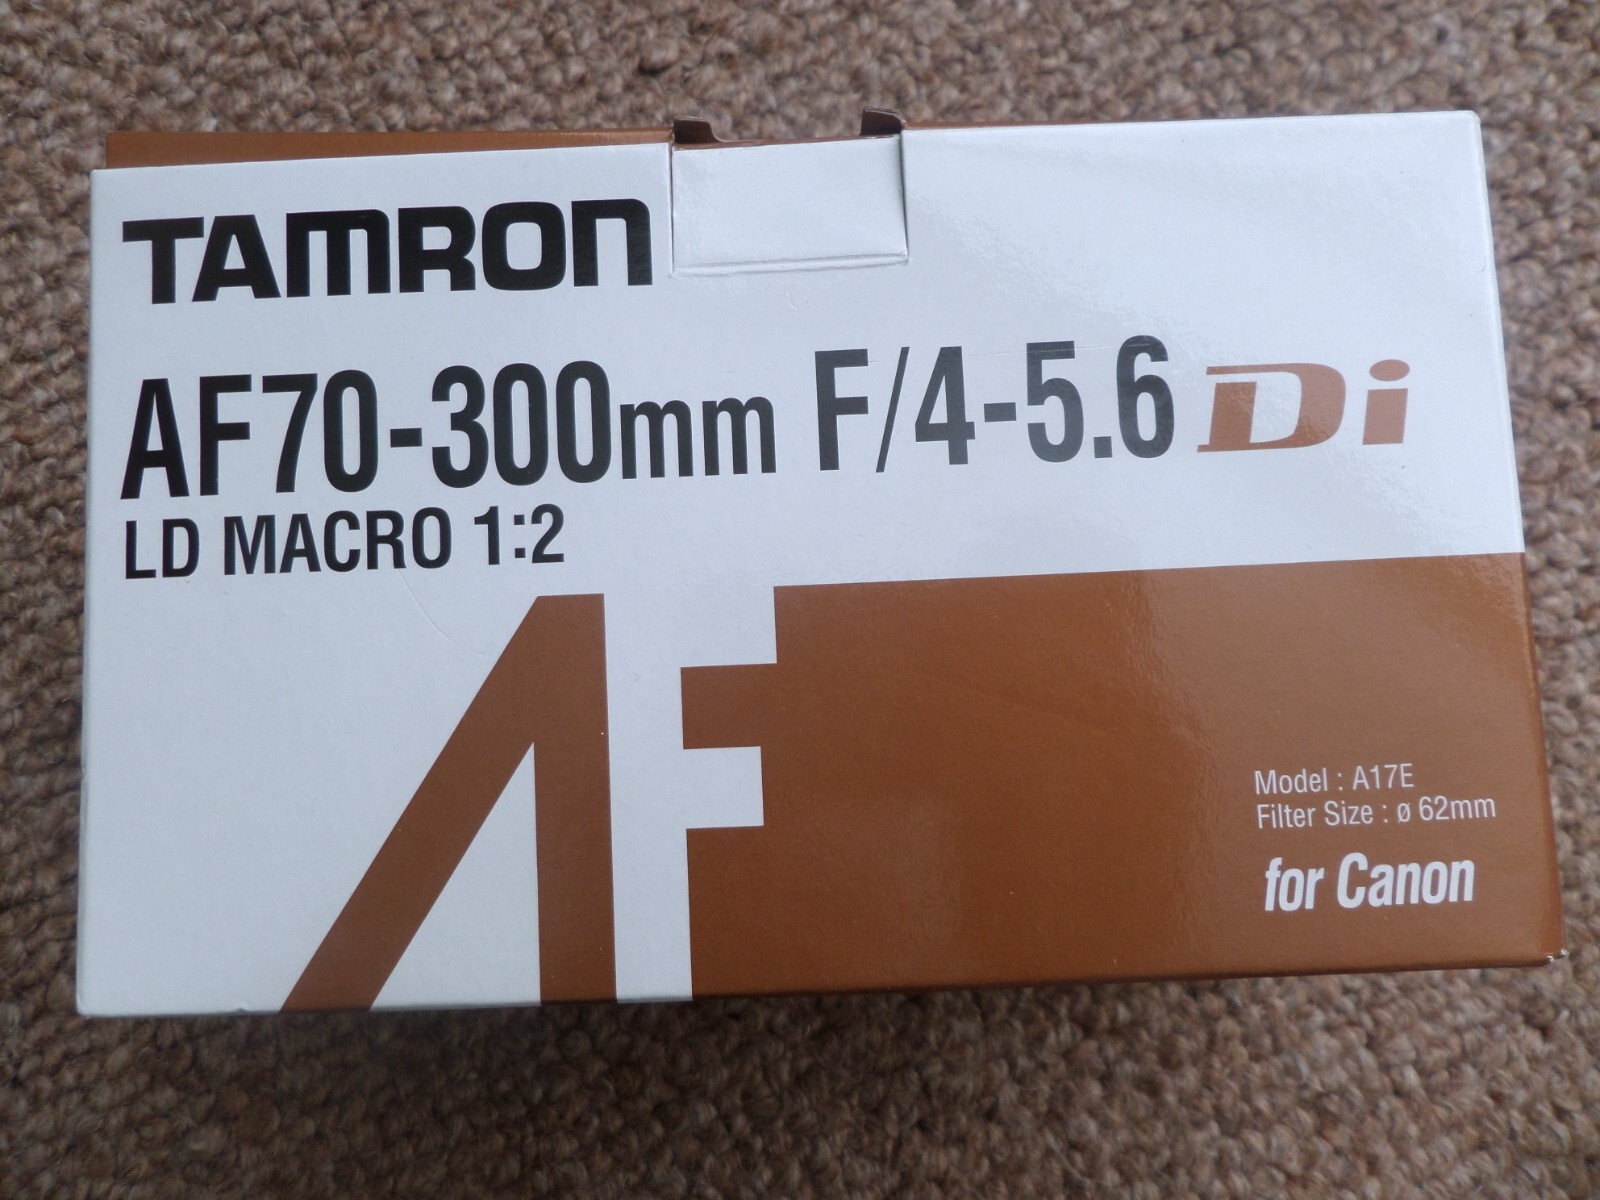 TAMRON
AF70-300mm F/4-5.6 Di
LD MACRO 1:2
AF
Model : A17E
Filter Size : ø 62mm
for Canon